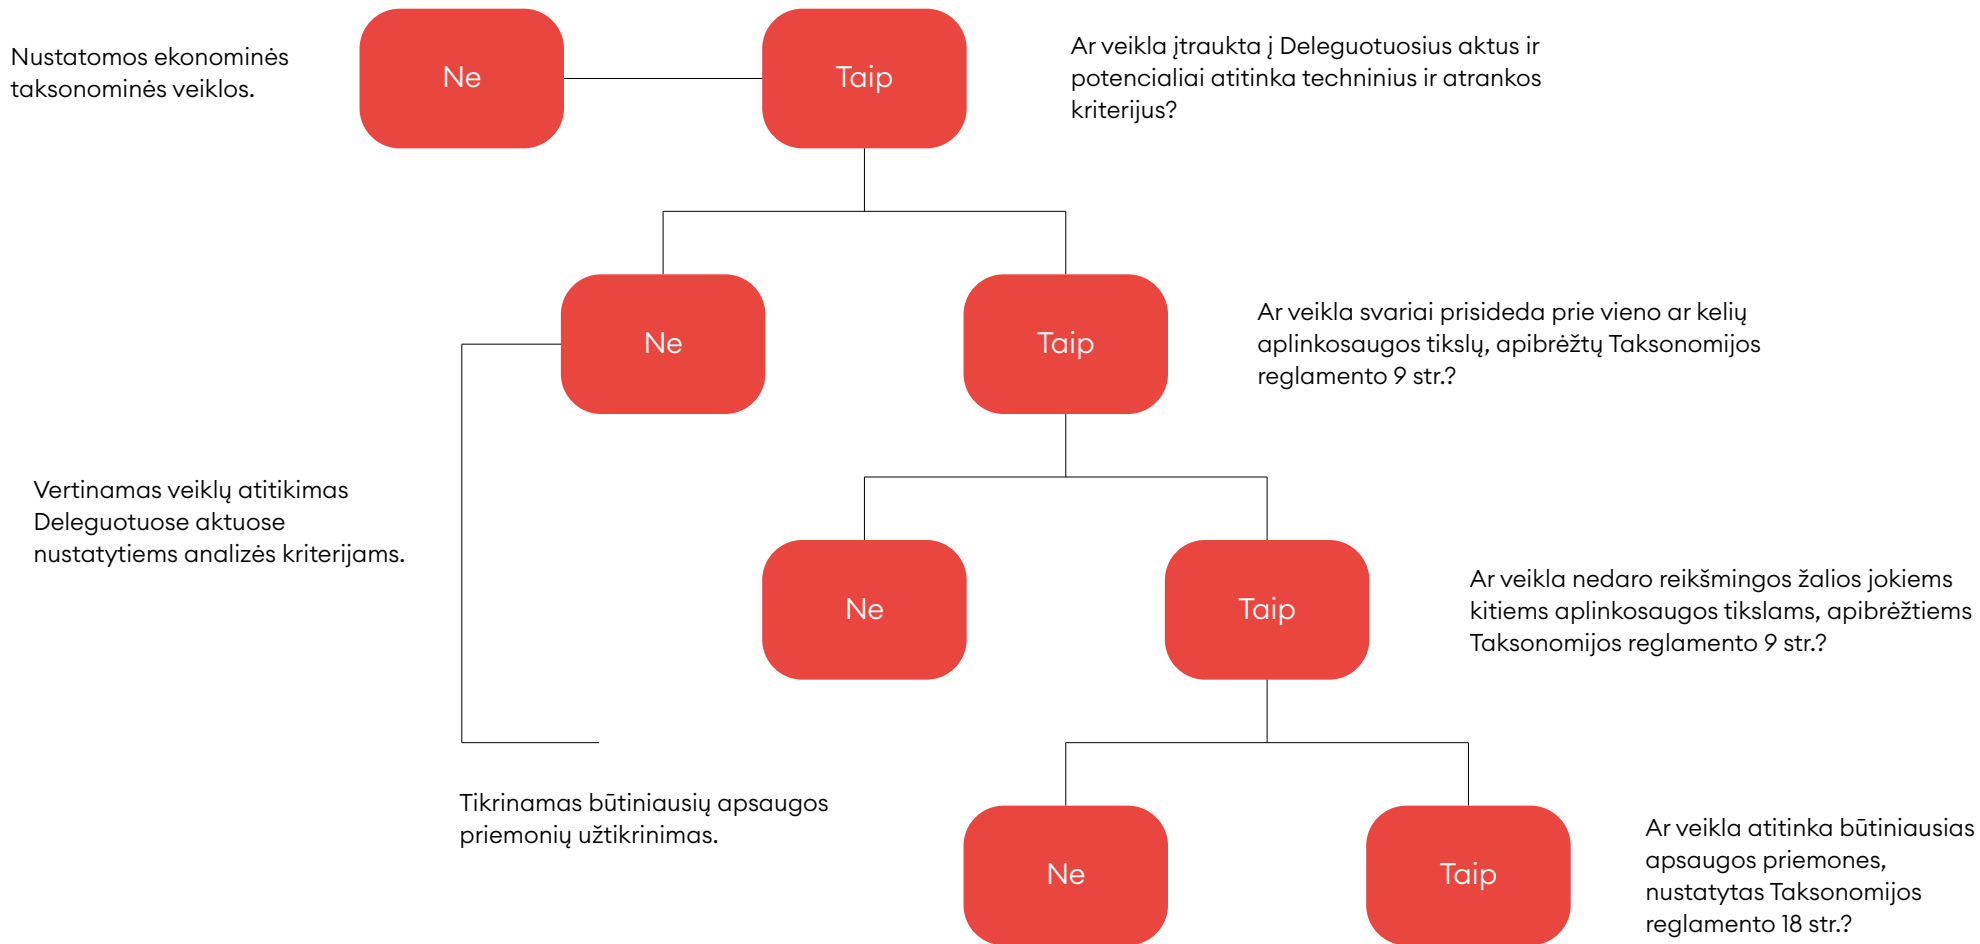 Nustatomos ekonominės
taksonominės veiklos.
Ne
Taip
Ar veikla įtraukta į Deleguotuosius aktus ir
potencialiai atitinka techninius ir atrankos
kriterijus?
Ne
Taip
Ar veikla svariai prisideda prie vieno ar kelių
aplinkosaugos tikslų, apibrėžtų Taksonomijos
reglamento 9 str.?
Vertinamas veiklų atitikimas
Deleguotuose aktuose
nustatytiems analizės kriterijams.
Ne
Taip
Ar veikla nedaro reikšmingos žalios jokiems
kitiems aplinkosaugos tikslams, apibrėžtiems
Taksonomijos reglamento 9 str.?
Tikrinamas būtiniausių apsaugos
priemonių užtikrinimas.
Ne
Taip
Ar veikla atitinka būtiniausias
apsaugos priemones,
nustatytas Taksonomijos
reglamento 18 str.?